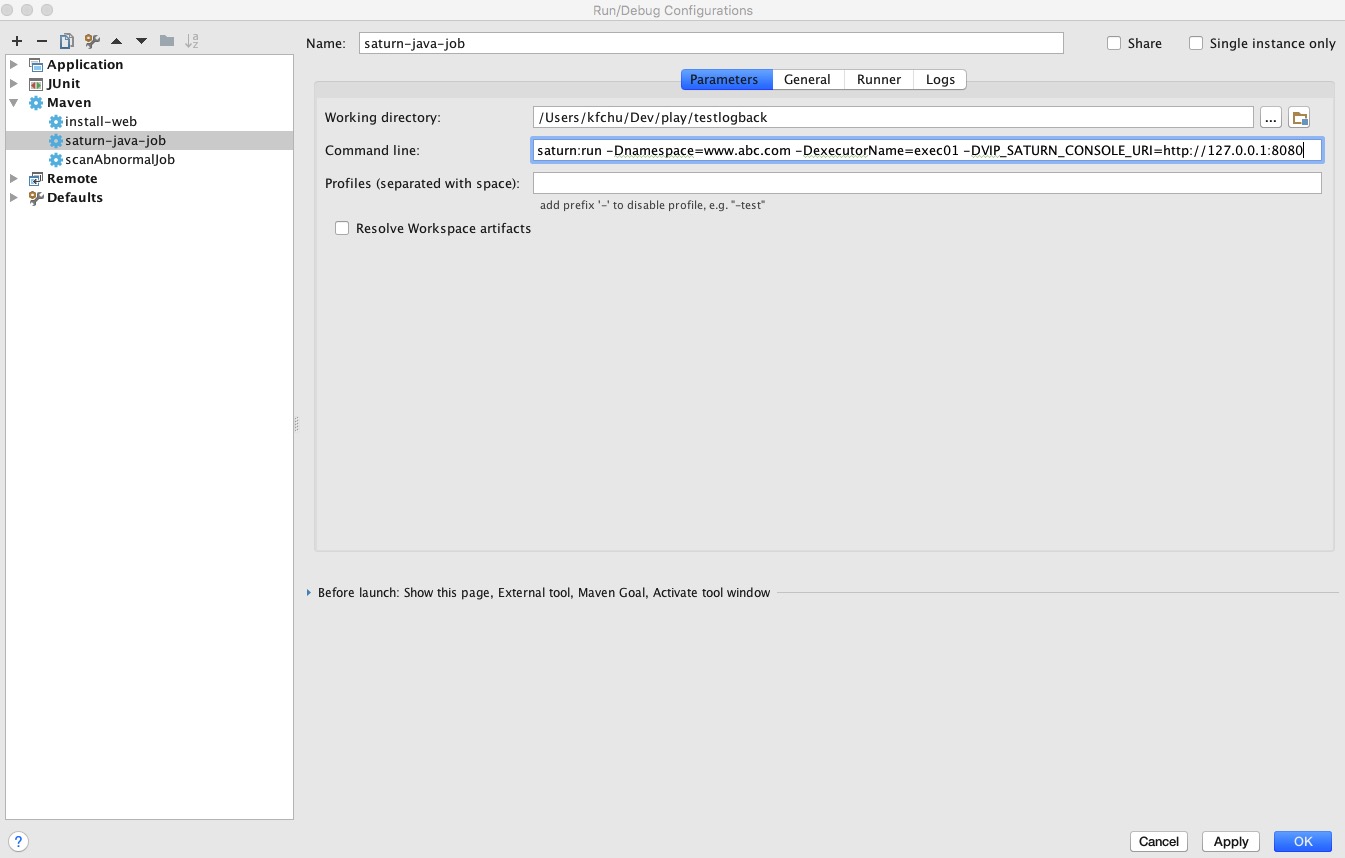 Run/Debug Configurations
Name: saturn-java-job Share Single instance only
Application
JUnit
Maven
install-web
saturn-java-job
scanAbnormalJob
Remote
Defaults
Parameters General Runner Logs
Working directory: /Users/kfchu/Dev/play/testlogback ...
Command line: saturn:run -Dnamespace=www.abc.com -DexecutorName=exec01 -DVIP_SATURN_CONSOLE_URI=http://127.0.0.1:8080
Profiles (separated with space):
add prefix '-' to disable profile, e.g. "-test"
Resolve Workspace artifacts
Before launch: Show this page, External tool, Maven Goal, Activate tool window
? Cancel Apply OK